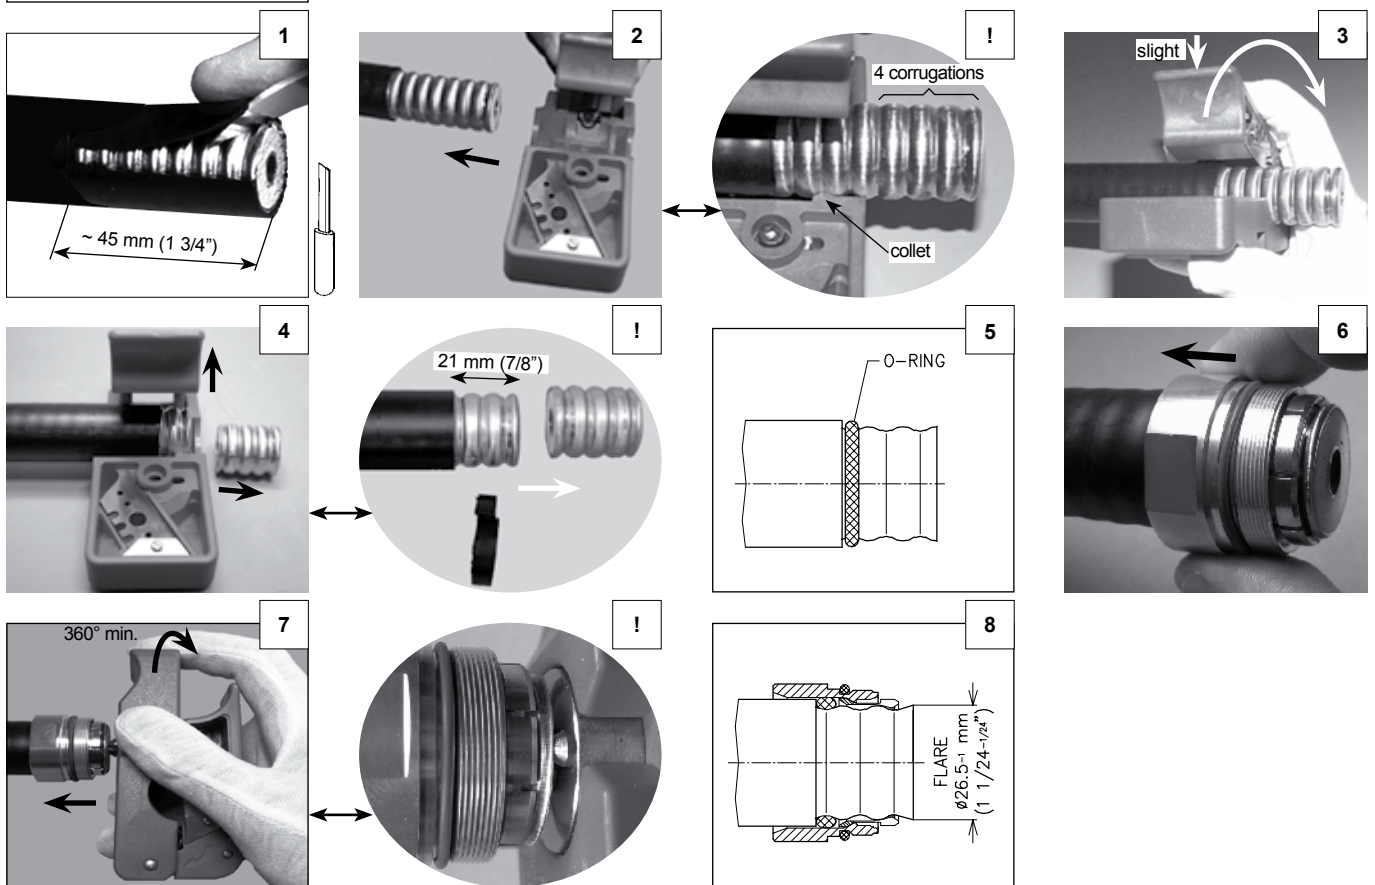 1
~ 45 mm (1 3/4”)
2
!
4 corrugations
collet
3
slight
4
!
21 mm (7/8”)
5
O-RING
6
7
360° min.
!
8
FLARE
ø26.5-¹ mm
(1 1/24-1/24”)